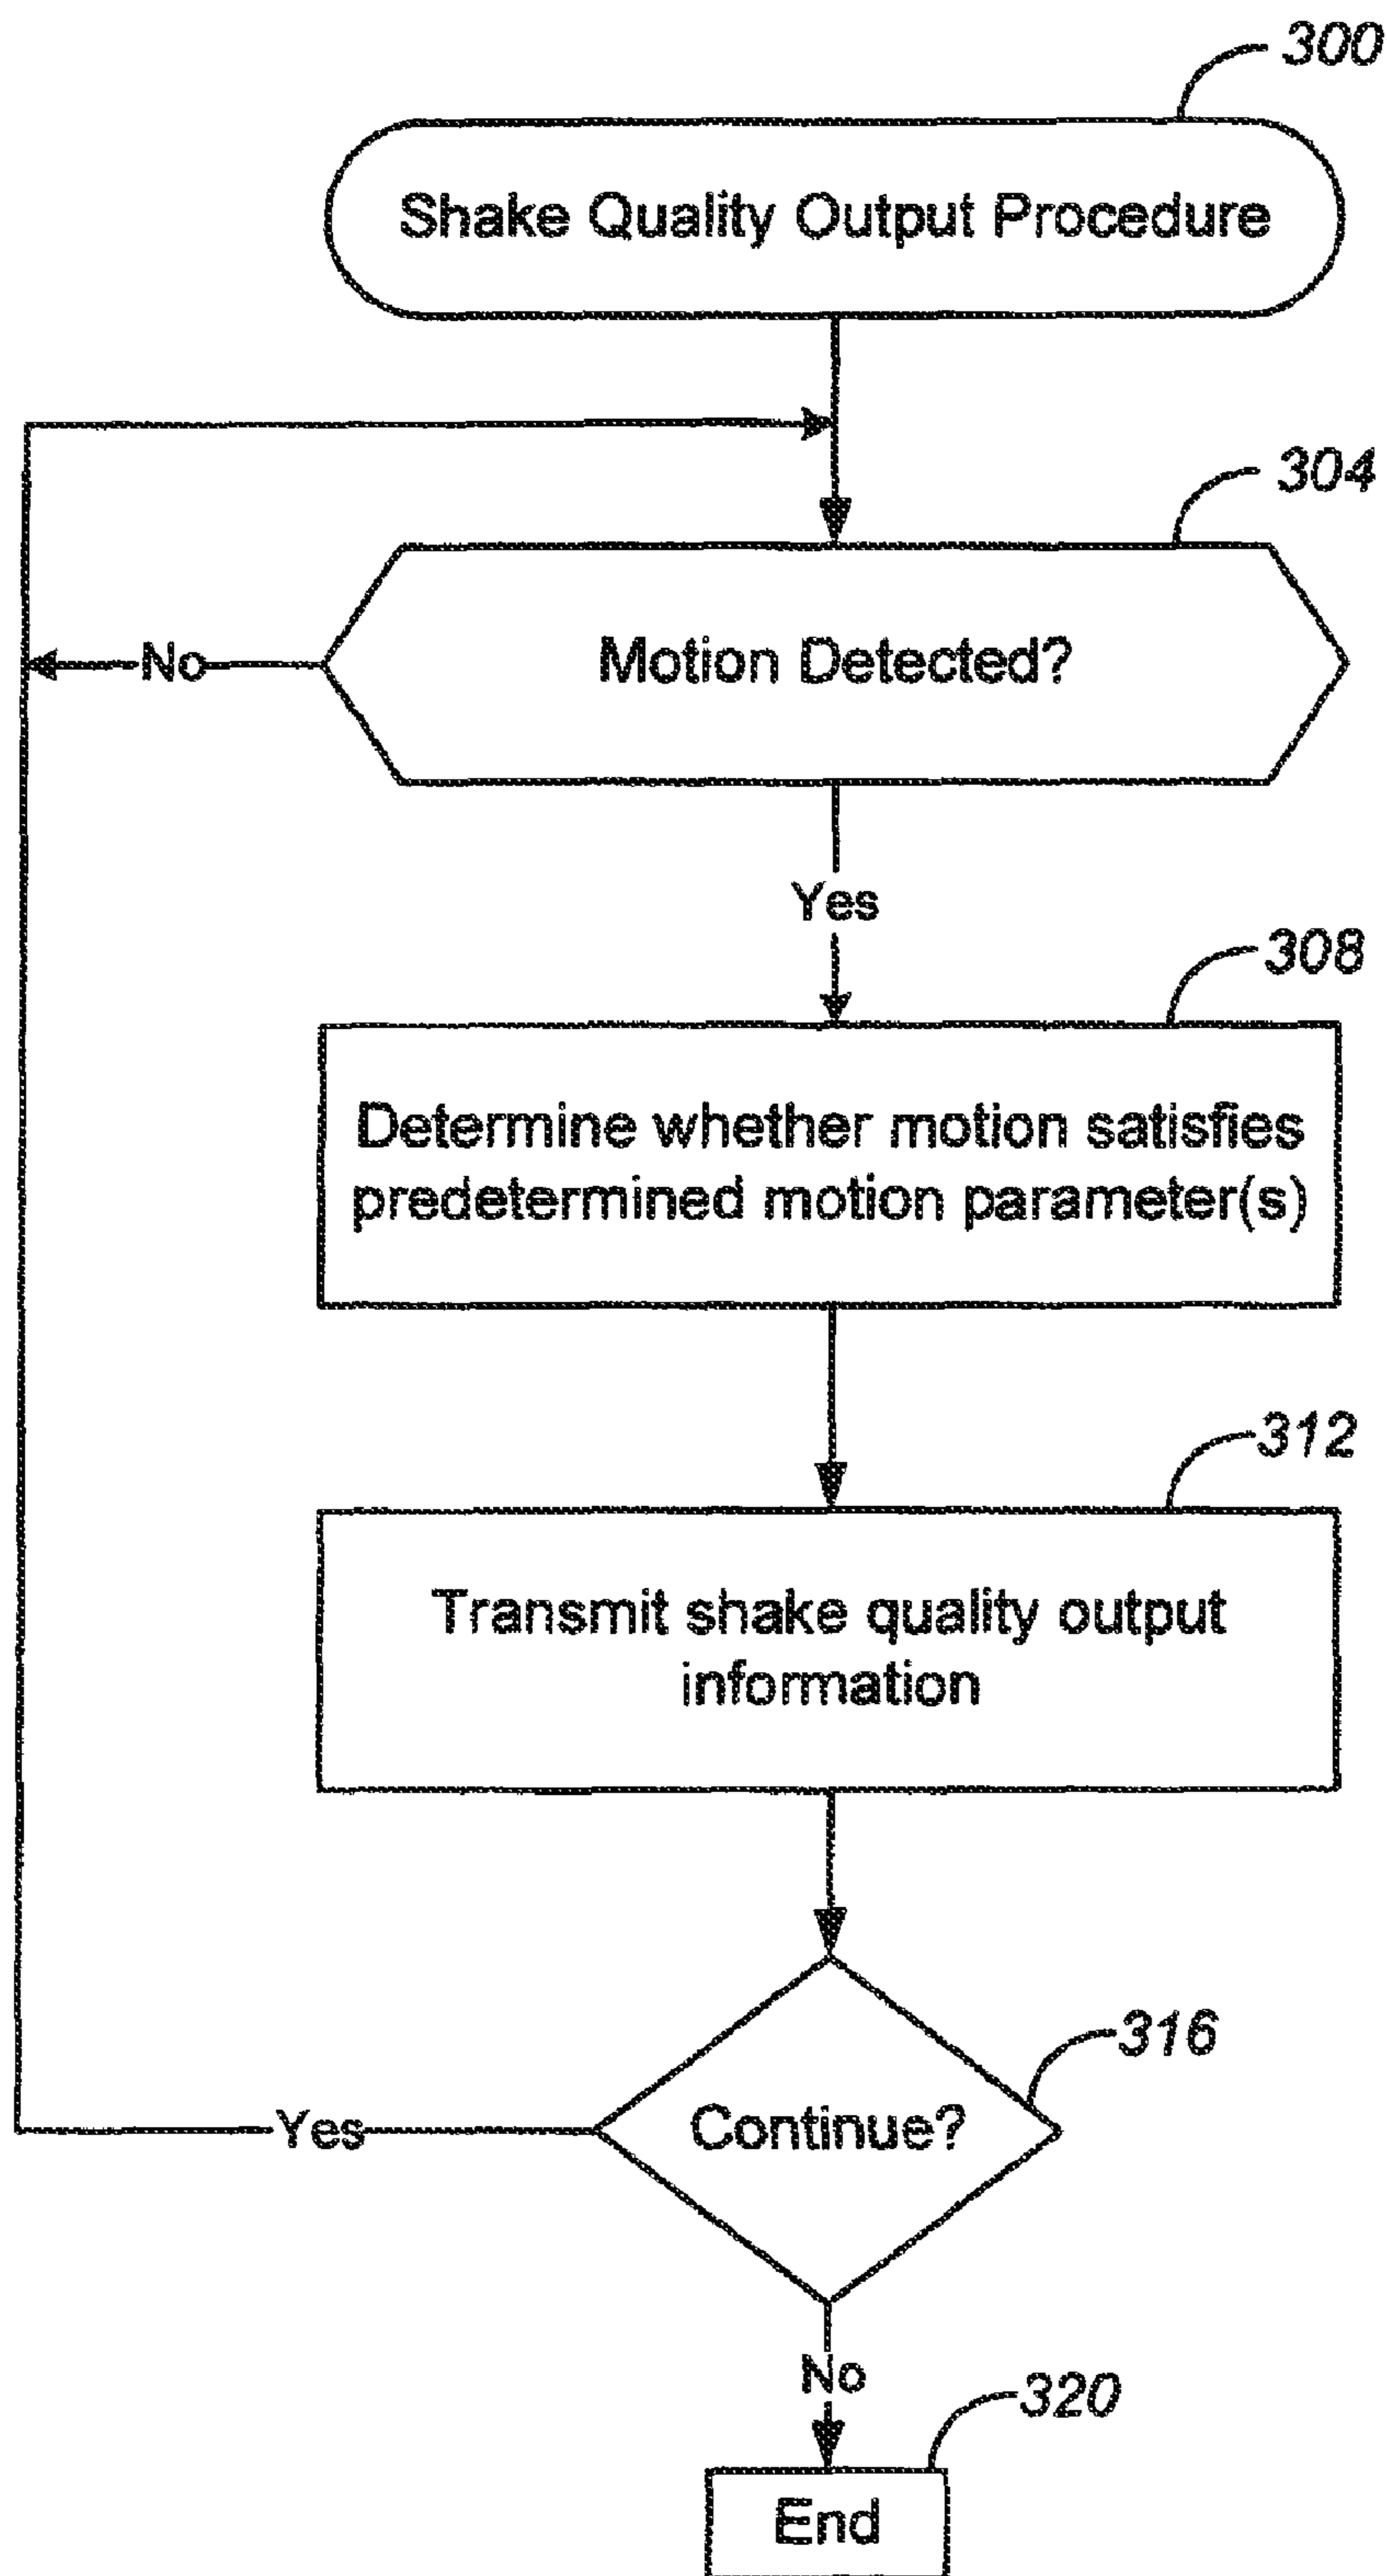 300
Shake Quality Output Procedure
304
Motion Detected?
No
Yes
308
Determine whether motion satisfies
predetermined motion parameter(s)
312
Transmit shake quality output
information
316
Continue?
Yes
No
320
End